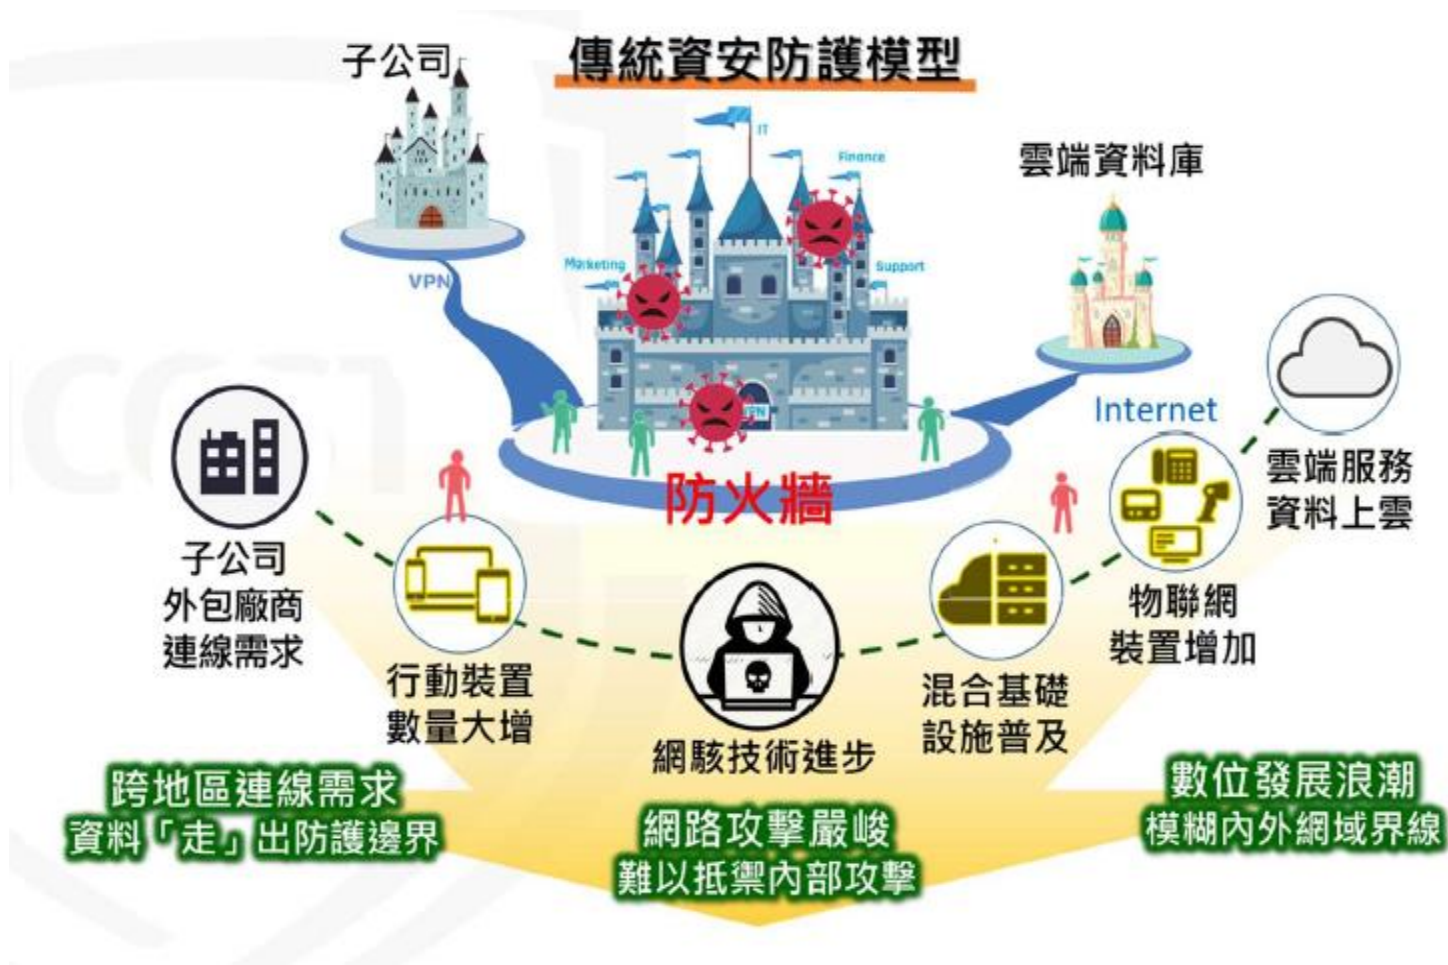 傳統資安防護模型
子公司
IT
Finance
雲端資料庫
Marketing
Support
VPN
VPN
Internet
防火牆
子公司
外包廠商
連線需求
行動裝置
數量大增
網駭技術進步
混合基礎
設施普及
物聯網
裝置增加
雲端服務
資料上雲
跨地區連線需求
資料「走」出防護邊界
網路攻擊嚴峻
難以抵禦內部攻擊
數位發展浪潮
模糊內外網域界線